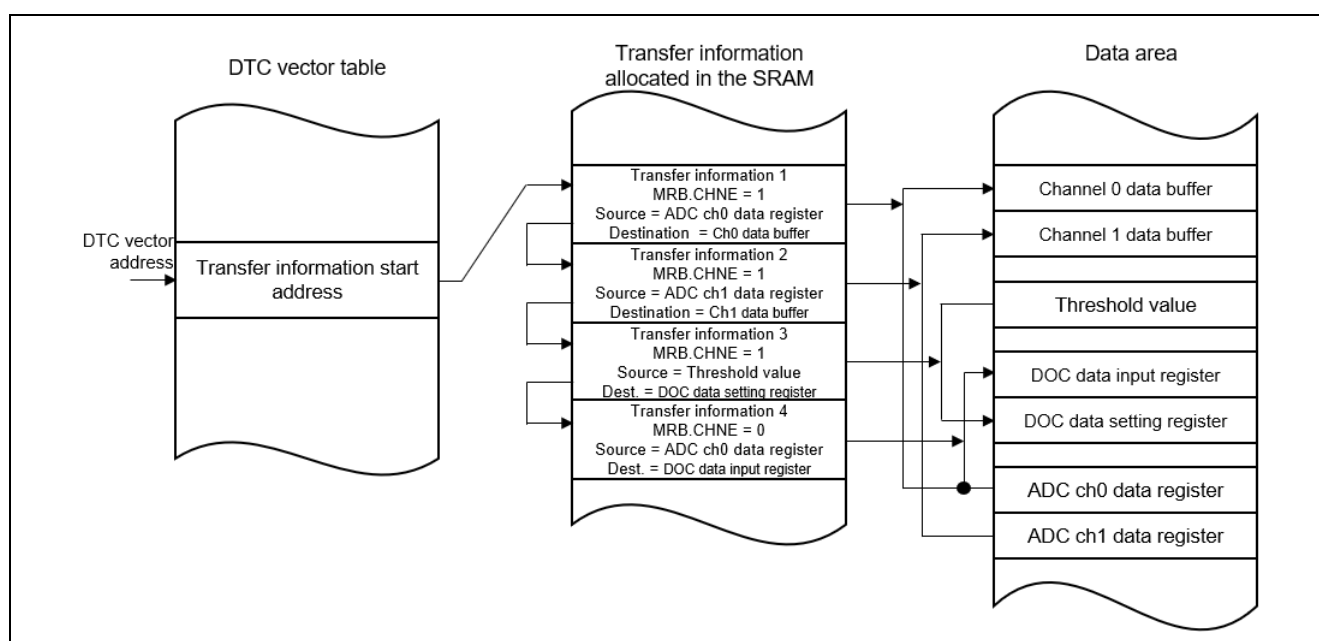 DTC vector table
DTC vector
address
Transfer information start
address
Transfer information
allocated in the SRAM
Transfer information 1
MRB.CHNE = 1
Source = ADC ch0 data register
Destination = Ch0 data buffer
Transfer information 2
MRB.CHNE = 1
Source = ADC ch1 data register
Destination = Ch1 data buffer
Transfer information 3
MRB.CHNE = 1
Source = Threshold value
Dest. = DOC data setting register
Transfer information 4
MRB.CHNE = 0
Source = ADC ch0 data register
Dest. = DOC data input register
Data area
Channel 0 data buffer
Channel 1 data buffer
Threshold value
DOC data input register
DOC data setting register
ADC ch0 data register
ADC ch1 data register